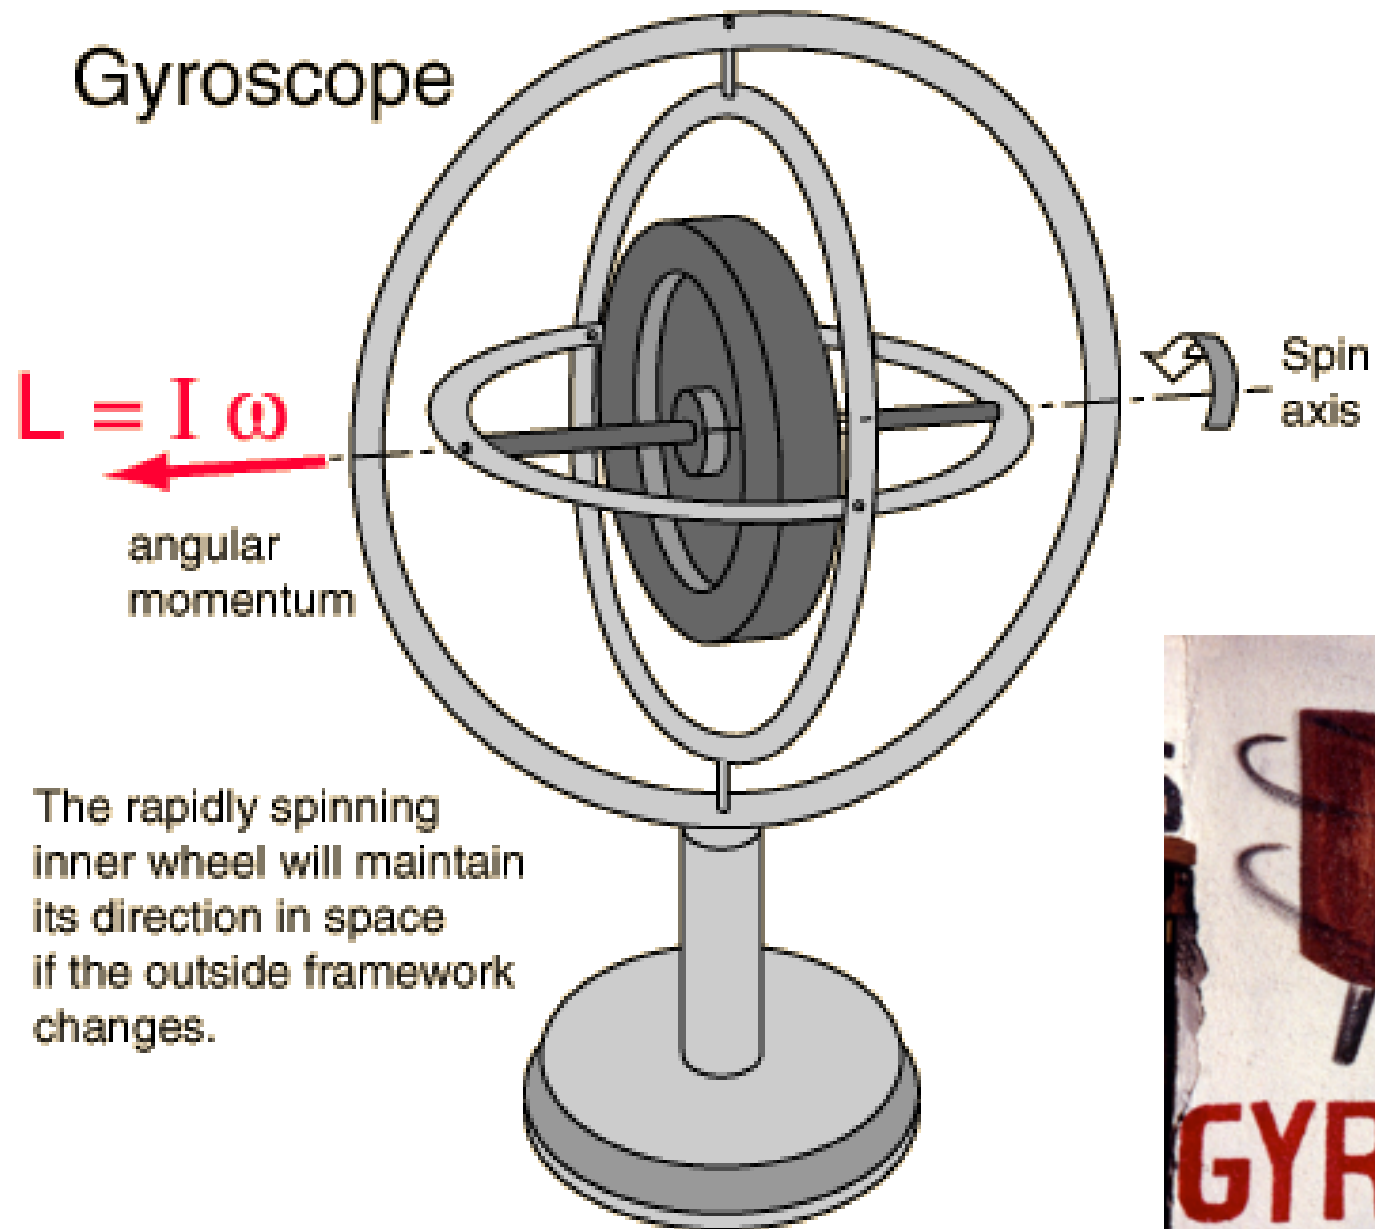 Gyroscope
L = I ω
angular
momentum
Spin
axis
The rapidly spinning
inner wheel will maintain
its direction in space
if the outside framework
changes.
GYR